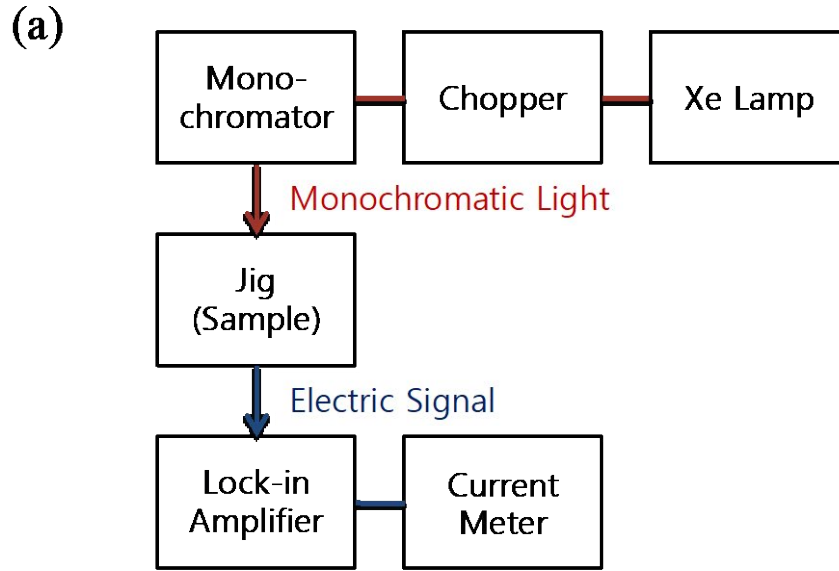 (a)
Mono-
chromator
Chopper
Xe Lamp
Monochromatic Light
Jig
(Sample)
Electric Signal
Lock-in
Amplifier
Current
Meter